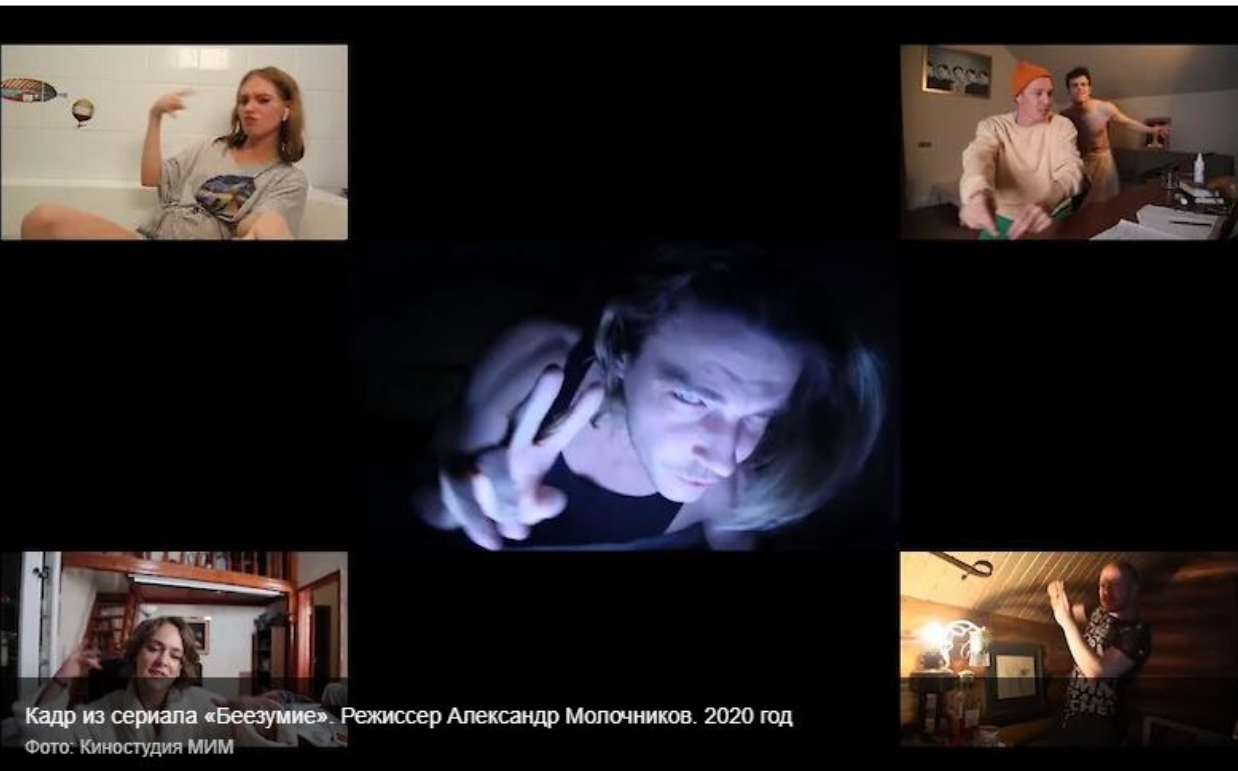 Кадр из сериала «Беезумие». Режиссер Александр Молочников. 2020 год
Фото: Киностудия МИМ